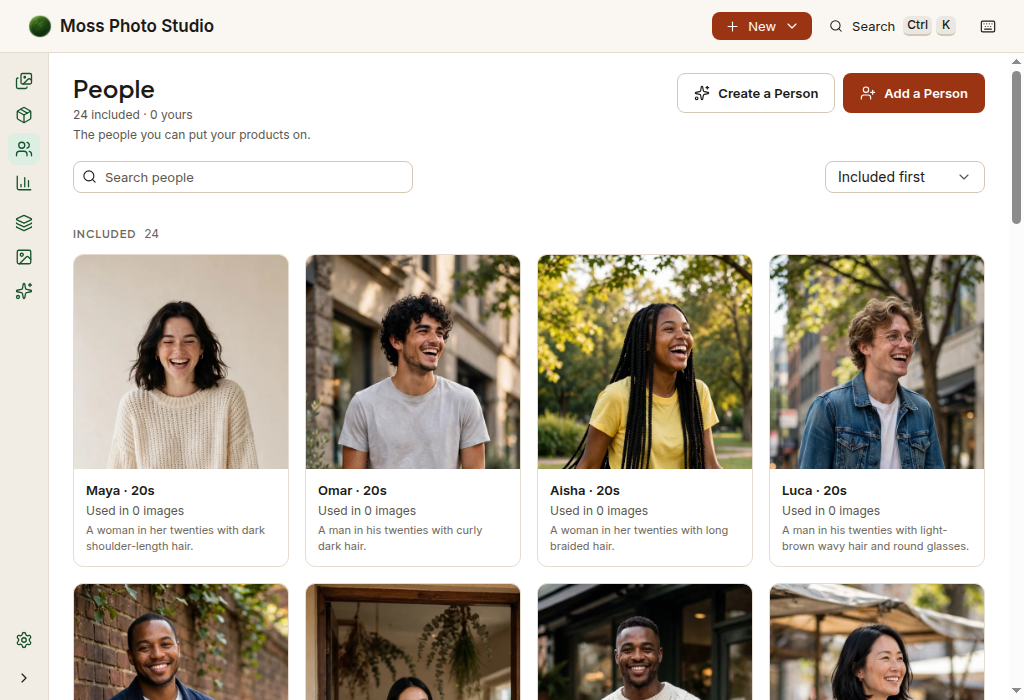 Moss Photo Studio
New
Search Ctrl K
People
24 included · 0 yours
The people you can put your products on.
Create a Person
Add a Person
Search people
Included first
INCLUDED 24
Maya · 20s
Used in 0 images
A woman in her twenties with dark
shoulder-length hair.
Omar · 20s
Used in 0 images
A man in his twenties with curly
dark hair.
Aisha · 20s
Used in 0 images
A woman in her twenties with long
braided hair.
Luca · 20s
Used in 0 images
A man in his twenties with light-
brown wavy hair and round glasses.